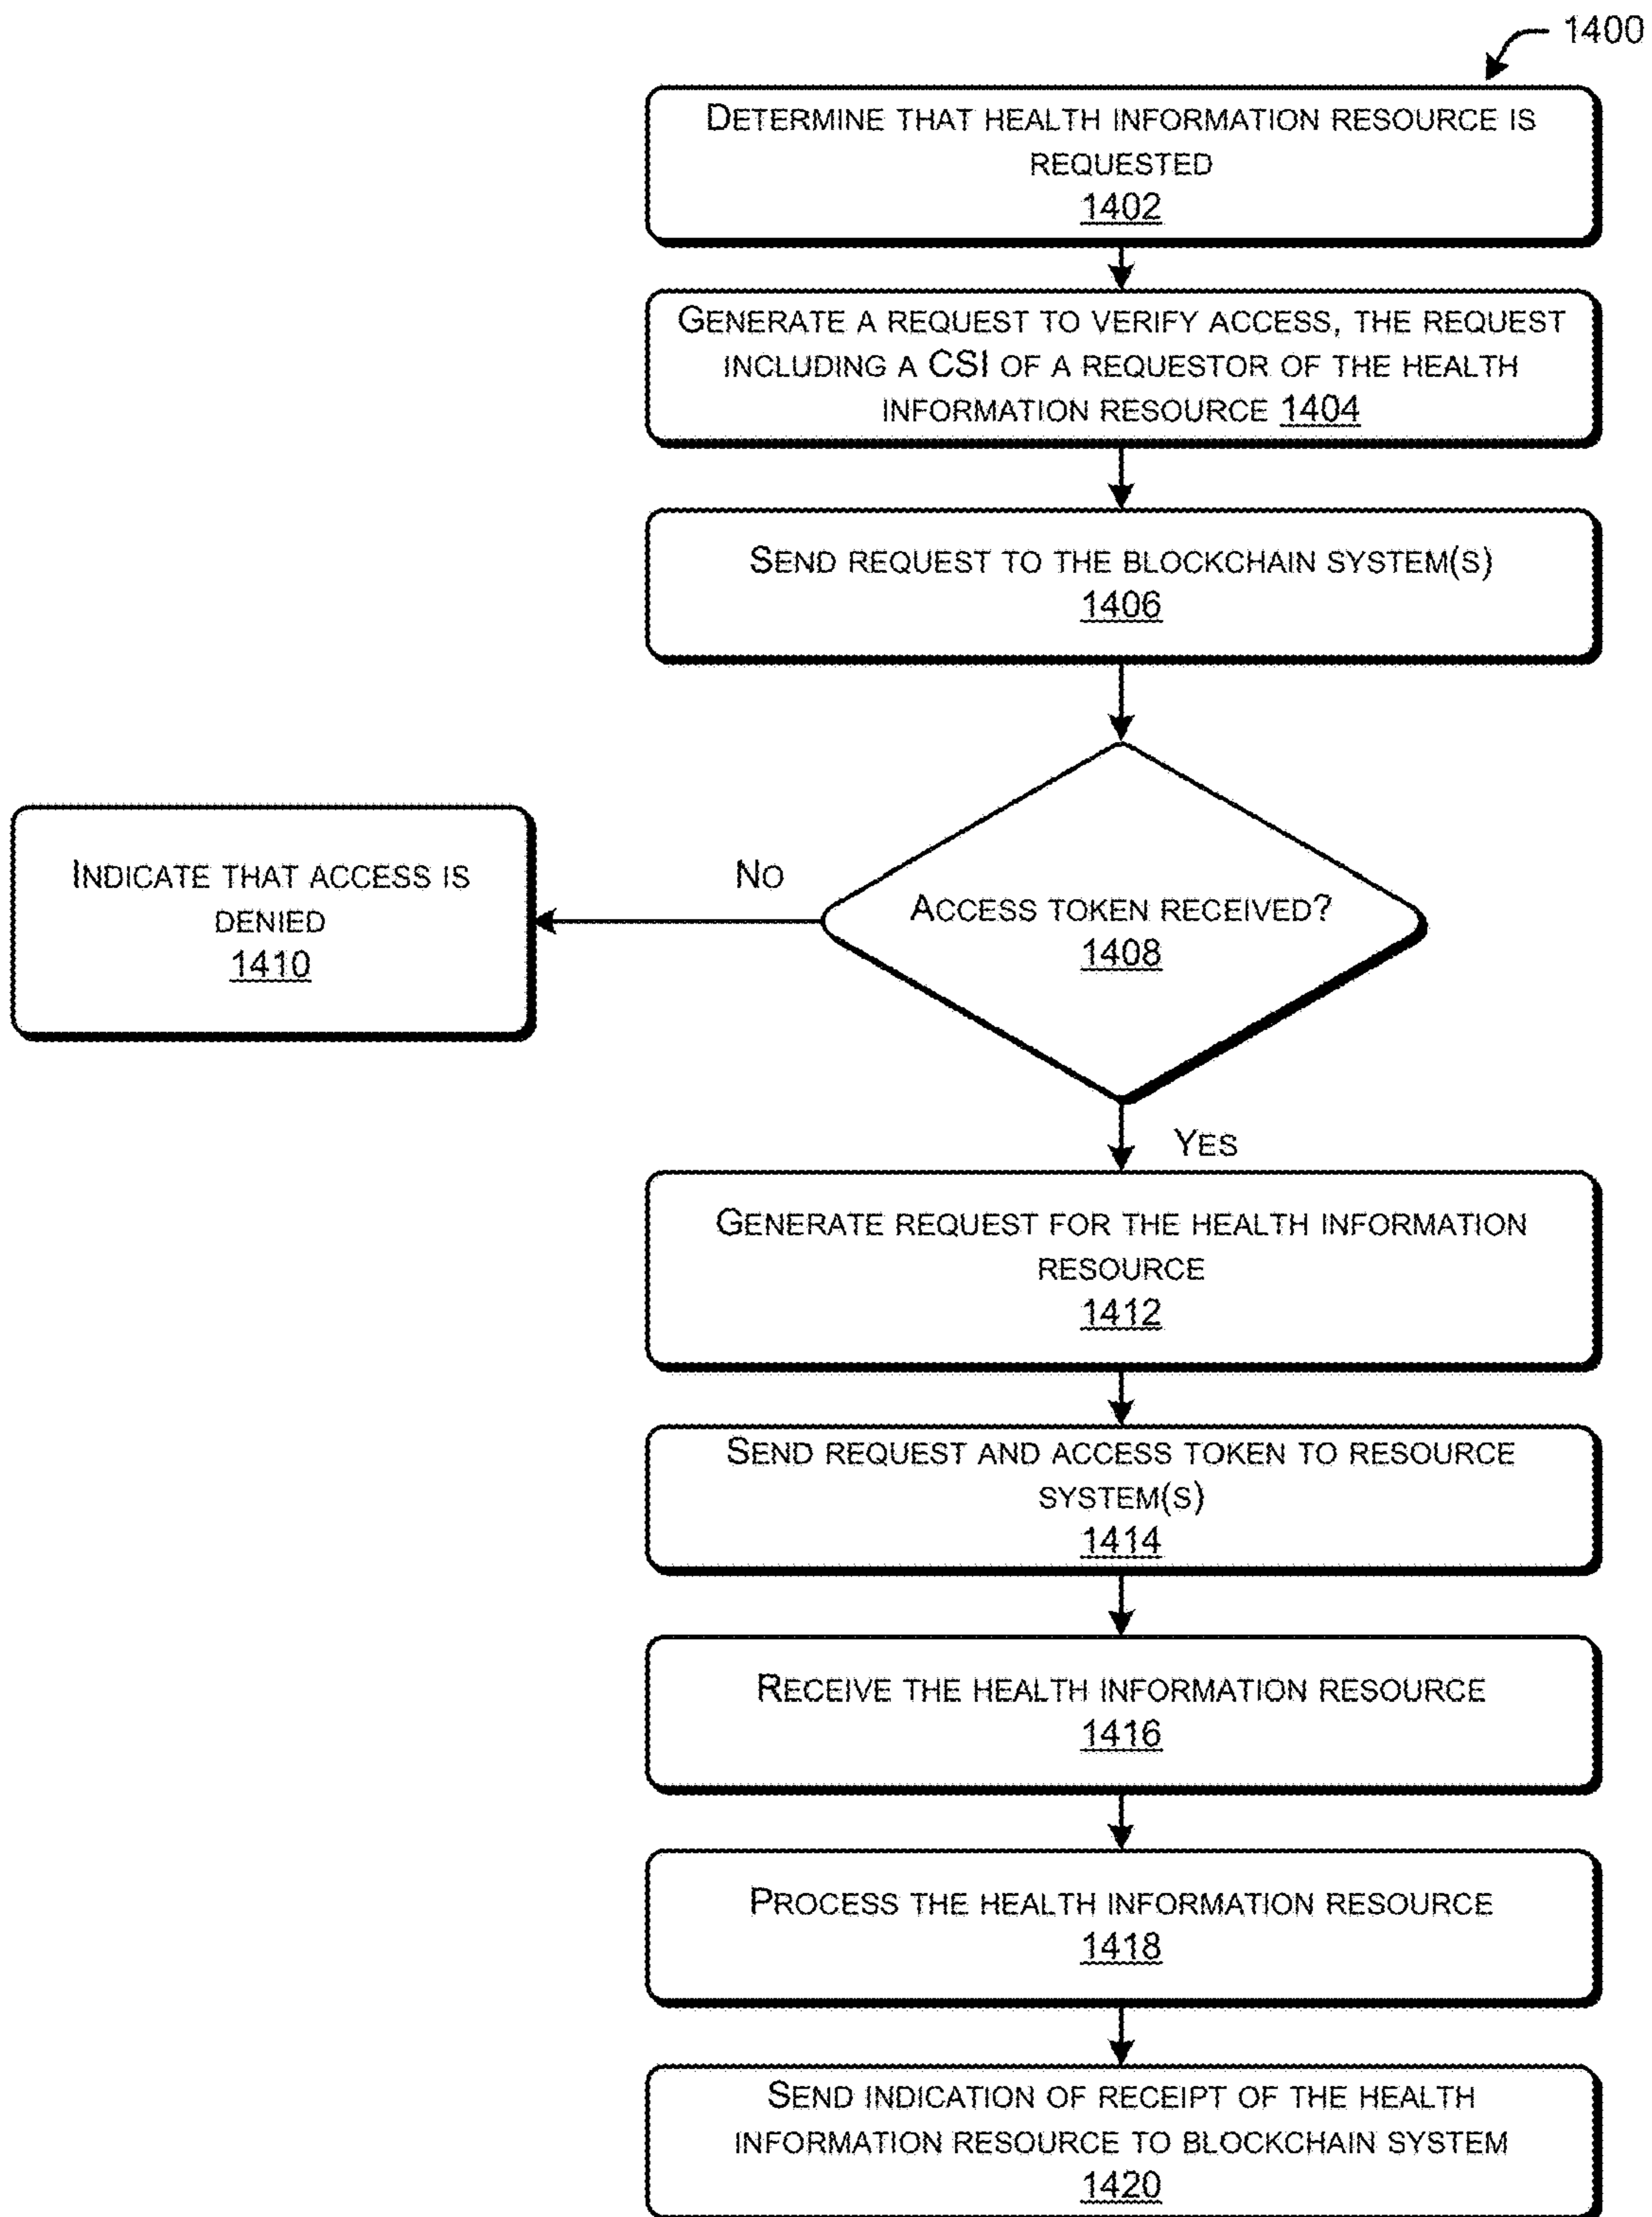 1400
DETERMINE THAT HEALTH INFORMATION RESOURCE IS
REQUESTED
1402
GENERATE A REQUEST TO VERIFY ACCESS, THE REQUEST
INCLUDING A CSI OF A REQUESTOR OF THE HEALTH
INFORMATION RESOURCE 1404
SEND REQUEST TO THE BLOCKCHAIN SYSTEM(S)
1406
ACCESS TOKEN RECEIVED?
1408
NO
INDICATE THAT ACCESS IS
DENIED
1410
YES
GENERATE REQUEST FOR THE HEALTH INFORMATION
RESOURCE
1412
SEND REQUEST AND ACCESS TOKEN TO RESOURCE
SYSTEM(S)
1414
RECEIVE THE HEALTH INFORMATION RESOURCE
1416
PROCESS THE HEALTH INFORMATION RESOURCE
1418
SEND INDICATION OF RECEIPT OF THE HEALTH
INFORMATION RESOURCE TO BLOCKCHAIN SYSTEM
1420